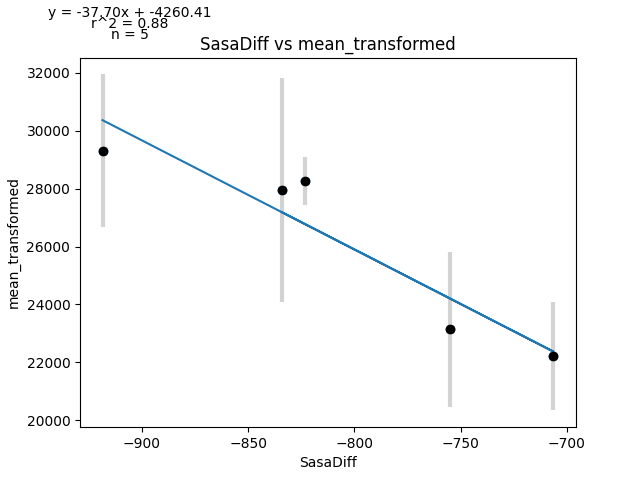 y = -37.70x + -4260.41
r^2 = 0.88
n = 5
SasaDiff vs mean_transformed
32000
30000
28000
26000
24000
22000
20000
mean_transformed
−900
−850
−800
−750
−700
SasaDiff